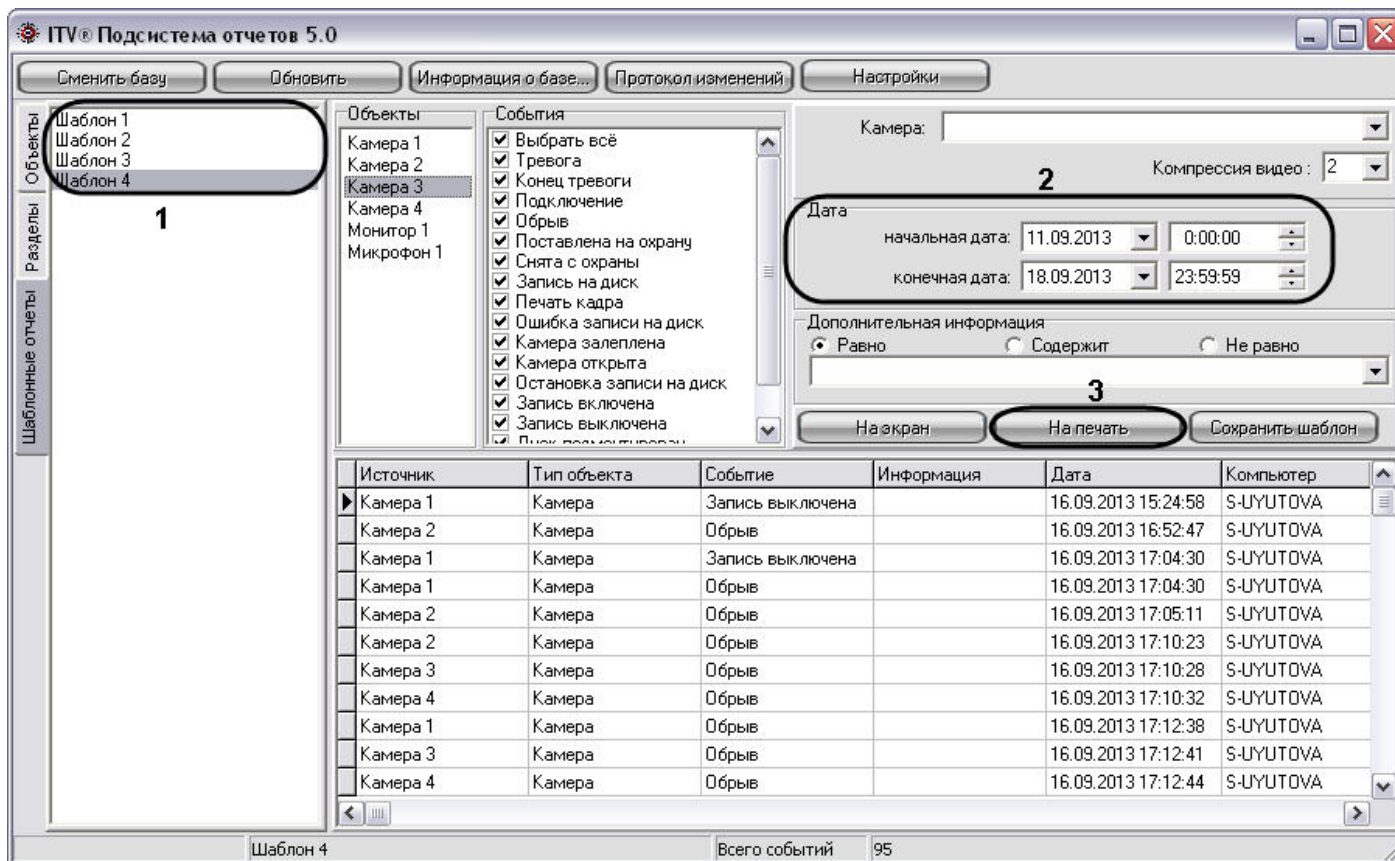 ITV® Подсистема отчетов 5.0
Сменить базу
Обновить
Информация о базе...
Протокол изменений
Настройки
Объекты
Разделы
Шаблонные отчеты
Шаблон 1
Шаблон 2
Шаблон 3
Шаблон 4
1
Объекты
Камера 1
Камера 2
Камера 3
Камера 4
Монитор 1
Микрофон 1
События
Выбрать всё
Тревога
Конец тревоги
Подключение
Обрыв
Поставлена на охрану
Снята с охраны
Запись на диск
Печать кадра
Ошибка записи на диск
Камера залеплена
Камера открыта
Остановка записи на диск
Запись включена
Запись выключена
Камера:
Компрессия видео : 2
2
Дата
начальная дата: 11.09.2013 0:00:00
конечная дата: 18.09.2013 23:59:59
Дополнительная информация
Равно Содержит Не равно
3
На экран
На печать
Сохранить шаблон
Источник Тип объекта Событие Информация Дата Компьютер
Камера 1 Камера Запись выключена 16.09.2013 15:24:58 S-UYUTOVA
Камера 2 Камера Обрыв 16.09.2013 16:52:47 S-UYUTOVA
Камера 1 Камера Запись выключена 16.09.2013 17:04:30 S-UYUTOVA
Камера 1 Камера Обрыв 16.09.2013 17:04:30 S-UYUTOVA
Камера 2 Камера Обрыв 16.09.2013 17:05:11 S-UYUTOVA
Камера 2 Камера Обрыв 16.09.2013 17:10:23 S-UYUTOVA
Камера 3 Камера Обрыв 16.09.2013 17:10:28 S-UYUTOVA
Камера 4 Камера Обрыв 16.09.2013 17:10:32 S-UYUTOVA
Камера 1 Камера Обрыв 16.09.2013 17:12:38 S-UYUTOVA
Камера 3 Камера Обрыв 16.09.2013 17:12:41 S-UYUTOVA
Камера 4 Камера Обрыв 16.09.2013 17:12:44 S-UYUTOVA
Шаблон 4 Всего событий 95